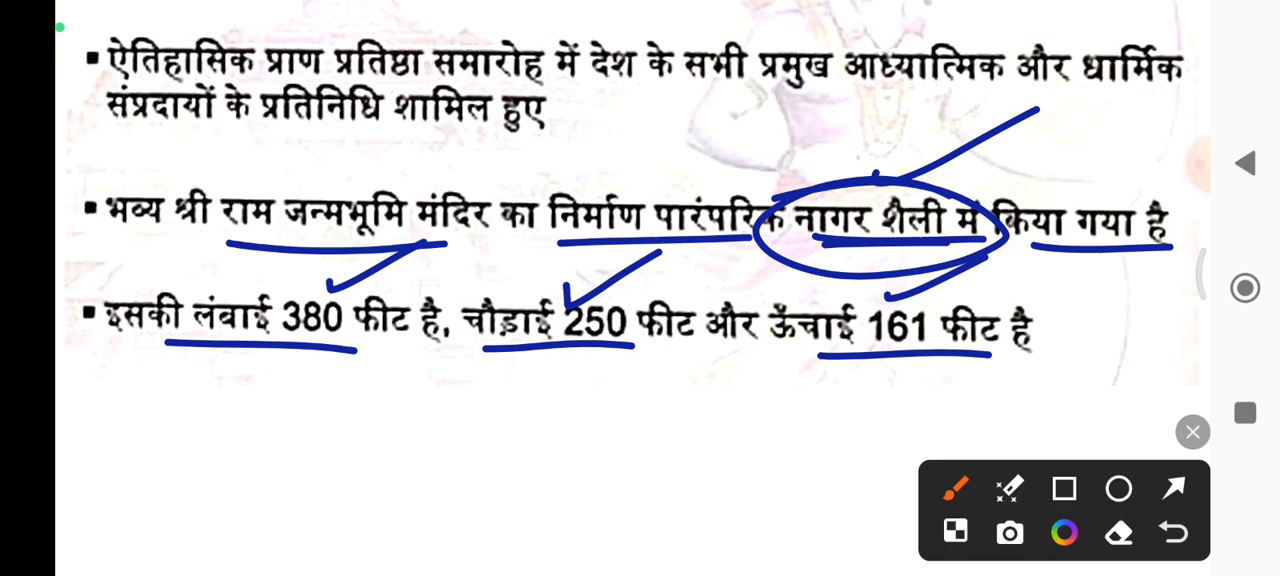 ▪ ऐतिहासिक प्राण प्रतिष्ठा समारोह में देश के सभी प्रमुख आध्यात्मिक और धार्मिक
संप्रदायों के प्रतिनिधि शामिल हुए
▪ भव्य श्री राम जन्मभूमि मंदिर का निर्माण पारंपरिक नागर शैली में किया गया है
▪ इसकी लंबाई 380 फीट है, चौड़ाई 250 फीट और ऊँचाई 161 फीट है